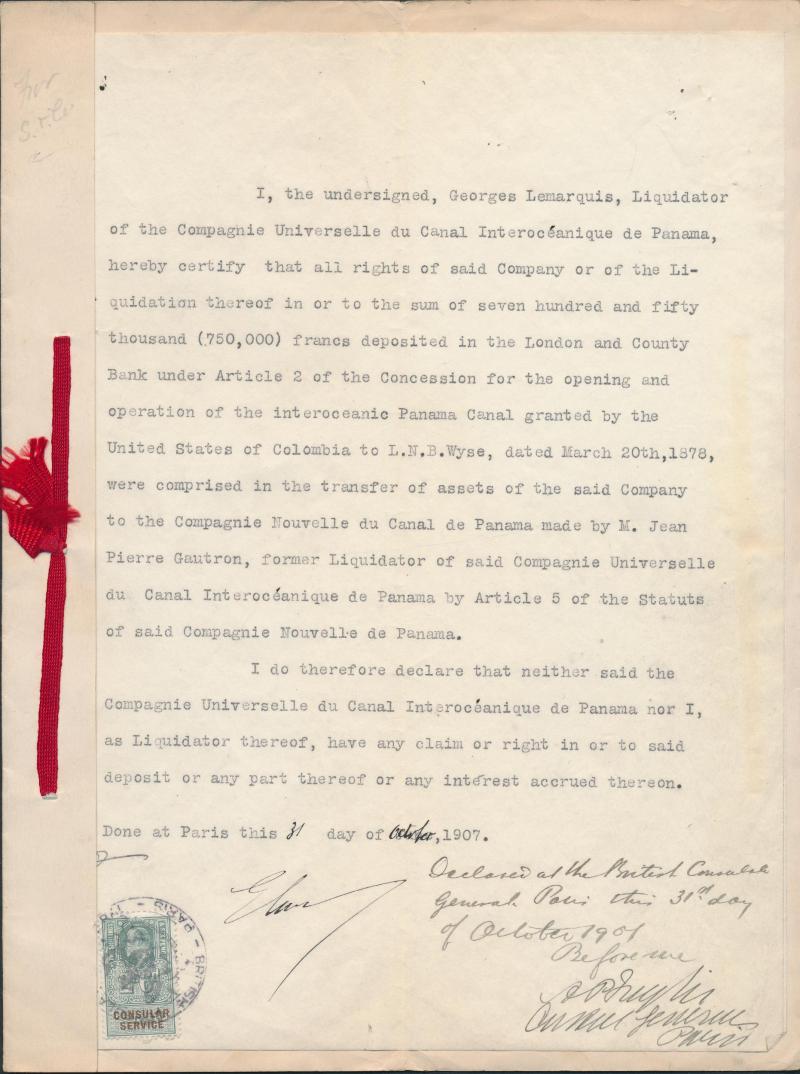 For
I, the undersigned, Georges Lemarquis, Liquidator
of the Compagnie Universelle du Canal Interocéanique de Panama,
hereby certify that all rights of said Company or of the Li-
quidation thereof in or to the sum of seven hundred and fifty
thousand (750,000) francs deposited in the London and County
Bank under Article 2 of the Concession for the opening and
operation of the interoceanic Panama Canal granted by the
United States of Colombia to L.N.B.Wyse, dated March 20th,1878,
were comprised in the transfer of assets of the said Company
to the Compagnie Nouvelle du Canal de Panama made by M. Jean
Pierre Gautron, former Liquidator of said Compagnie Universelle
du Canal Interocéanique de Panama by Article 5 of the Statuts
of said Compagnie Nouvelle de Panama.
I do therefore declare that neither said the
Compagnie Universelle du Canal Interocéanique de Panama nor I,
as Liquidator thereof, have any claim or right in or to said
deposit or any part thereof or any intérest accrued thereon.
Done at Paris this 31 day of October, 1907.
Declared at the British Consulate
General Paris this 31st day
of October 1907
Before me
Consul General
Paris
BRITISH
PARIS
CONSULAR
SERVICE